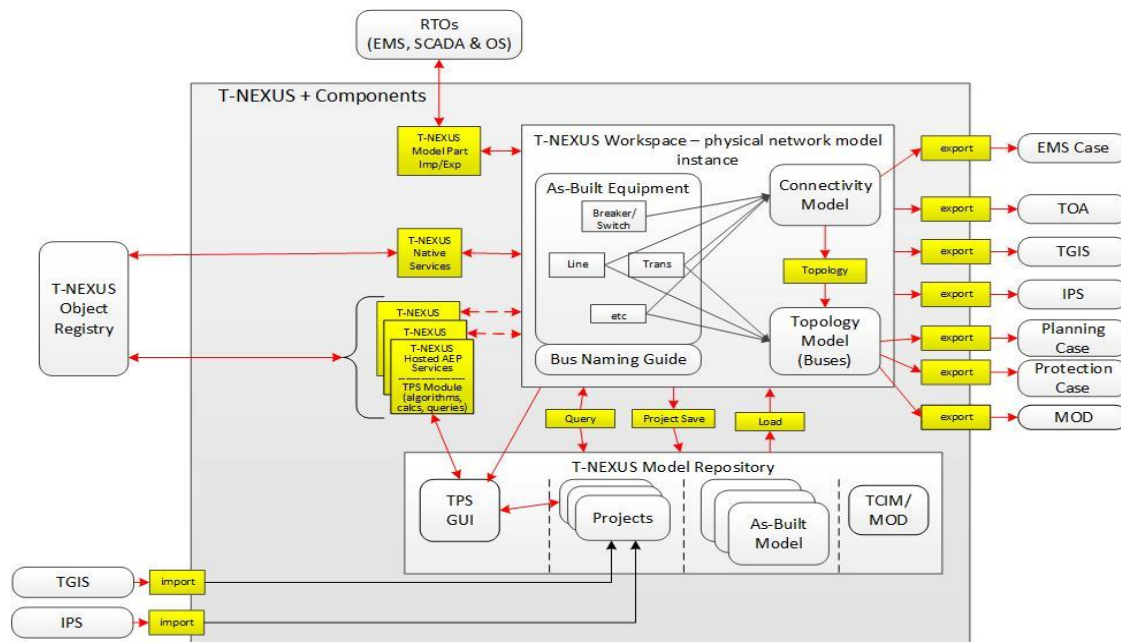 RTOs
(EMS, SCADA & OS)
T-NEXUS + Components
T-NEXUS
Model Part
Imp/Exp
T-NEXUS Workspace – physical network model
instance
As-Built Equipment
Breaker/
Switch
Line
Trans
etc
Bus Naming Guide
Connectivity
Model
Topology
Topology
Model
(Buses)
export
EMS Case
export
TOA
export
TGIS
export
IPS
export
Planning
Case
export
Protection
Case
export
MOD
T-NEXUS
Object
Registry
T-NEXUS
Native
Services
T-NEXUS
T-NEXUS
T-NEXUS
Hosted AEP
Services
TPS Module
(algorithms,
calcs, queries)
Query
Project Save
Load
T-NEXUS Model Repository
TPS
GUI
Projects
As-Built
Model
TCIM/
MOD
TGIS
import
IPS
import